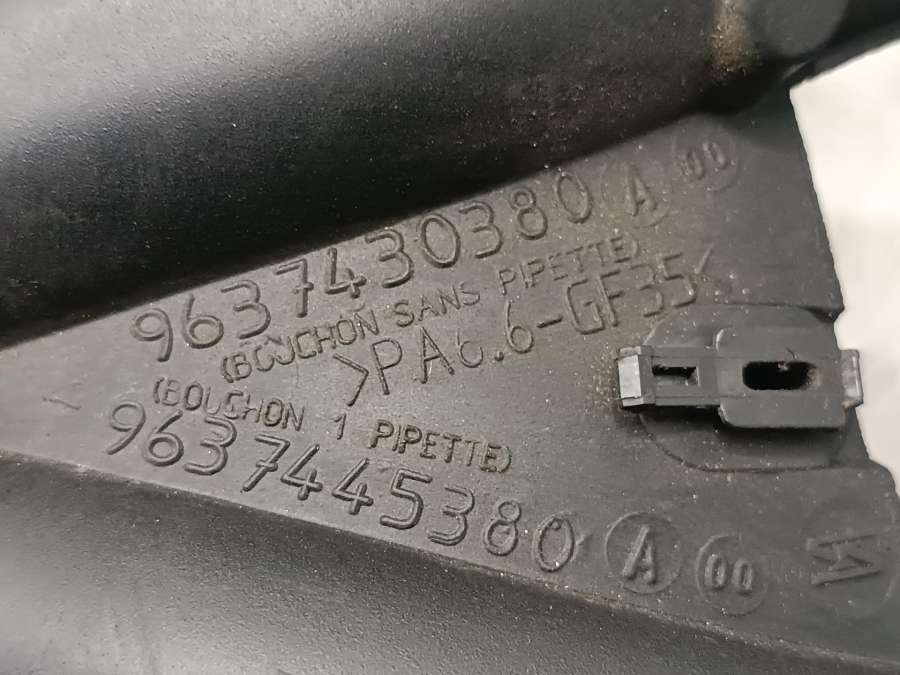 9637430380 A 00
(BOUCHON SANS PIPETTE)
>PA6.6-GF35<
(BOUCHON 1 PIPETTE)
9637445380 A 00